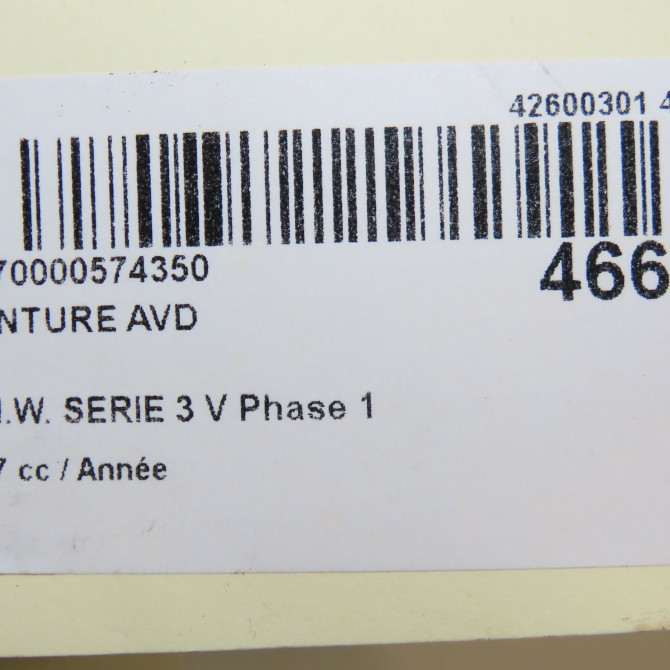 42600301 4
70000574350
466
NTURE AVD
.W. SERIE 3 V Phase 1
7 cc / Année